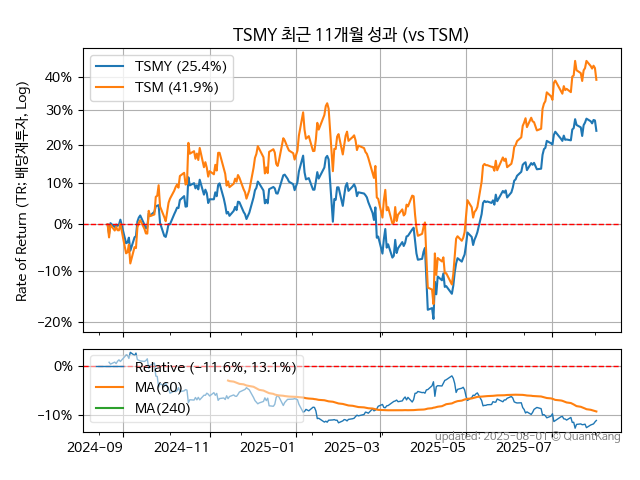 TSMY 최근 11개월 성과 (vs TSM)
Rate of Return (TR: 배당재투자, Log)
TSMY (25.4%)
TSM (41.9%)
40%
30%
20%
10%
0%
−10%
−20%
Relative (−11.6%, 13.1%)
MA(60)
MA(240)
0%
−10%
2024−09
2024−11
2025−01
2025−03
2025−05
2025−07
updated: 2025−08−01 © QuantKang